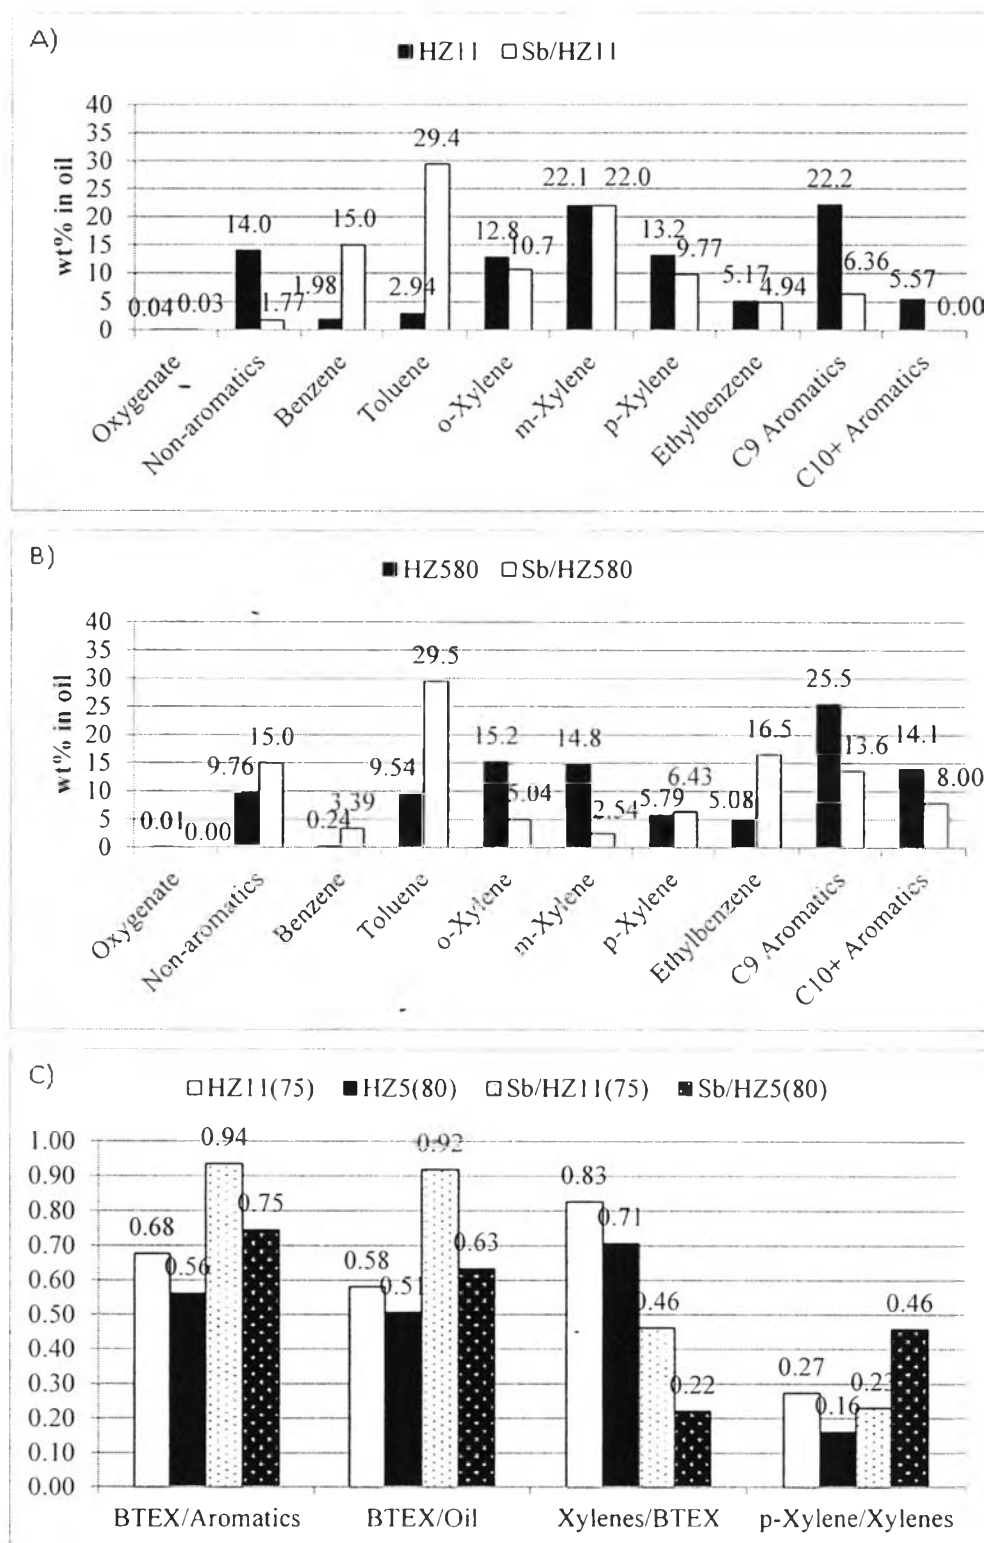 A)
HZ11 Sb/HZ11
wt% in oil
40
35
30
25
20
15
10
5
0
0.04 0.03 14.0 1.77 1.98 15.0 2.94 29.4 12.8 10.7 22.1 22.0 13.2 9.77 5.17 4.94 22.2 6.36 5.57 0.00
Oxygenate
Non-aromatics
Benzene
Toluene
o-Xylene
m-Xylene
p-Xylene
Ethylbenzene
C9 Aromatics
C10+ Aromatics
B)
HZ580 Sb/HZ580
wt% in oil
40
35
30
25
20
15
10
5
0
0.01 0.00 9.76 15.0 0.24 3.39 9.54 29.5 15.2 5.04 14.8 2.54 5.79 6.43 5.08 16.5 25.5 13.6 14.1 8.00
Oxygenate
Non-aromatics
Benzene
Toluene
o-Xylene
m-Xylene
p-Xylene
Ethylbenzene
C9 Aromatics
C10+ Aromatics
C)
HZ11(75) HZ5(80) Sb/HZ11(75) Sb/HZ5(80)
1.00
0.90
0.80
0.70
0.60
0.50
0.40
0.30
0.20
0.10
0.00
0.68 0.56 0.94 0.75 0.58 0.51 0.92 0.63 0.83 0.71 0.46 0.22 0.27 0.16 0.23 0.46
BTEX/Aromatics BTEX/Oil Xylenes/BTEX p-Xylene/Xylenes